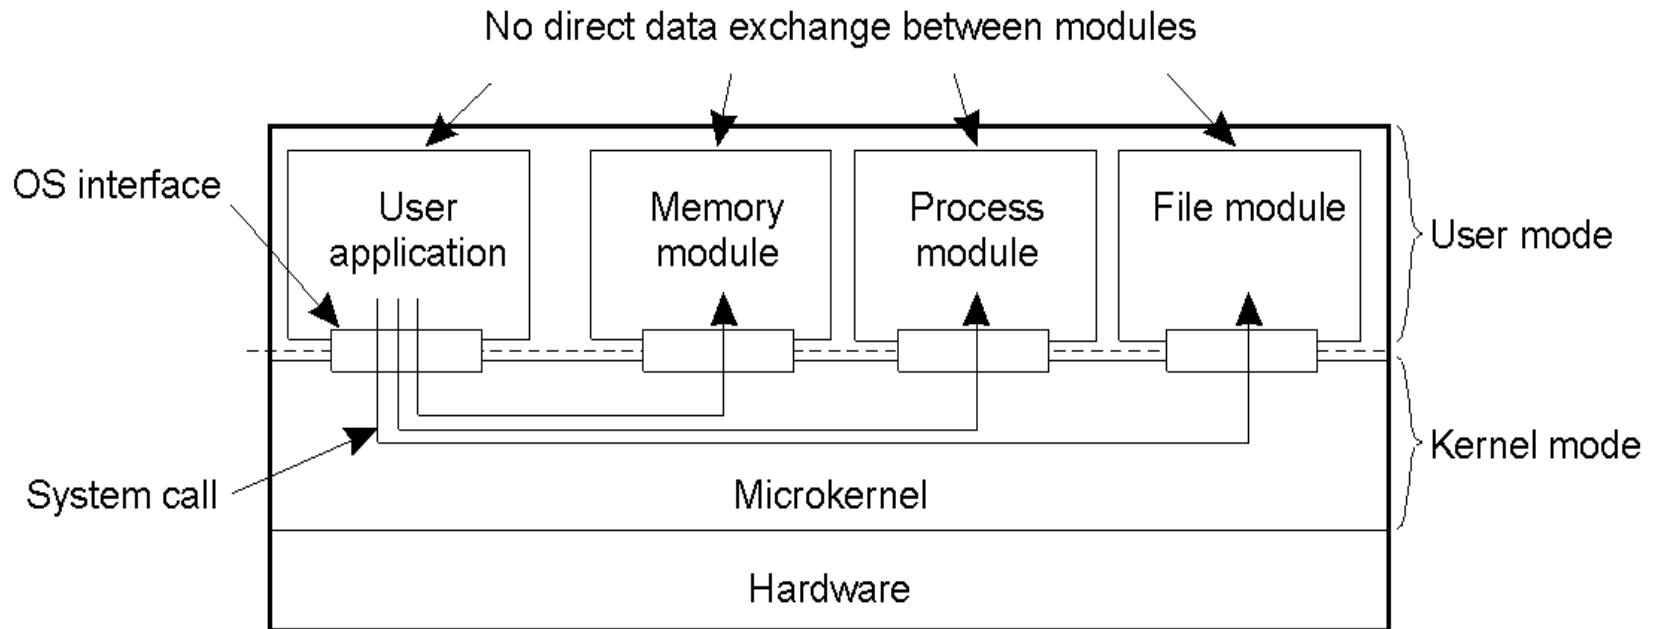 No direct data exchange between modules
OS interface
User
application
Memory
module
Process
module
File module
User mode
Kernel mode
System call
Microkernel
Hardware